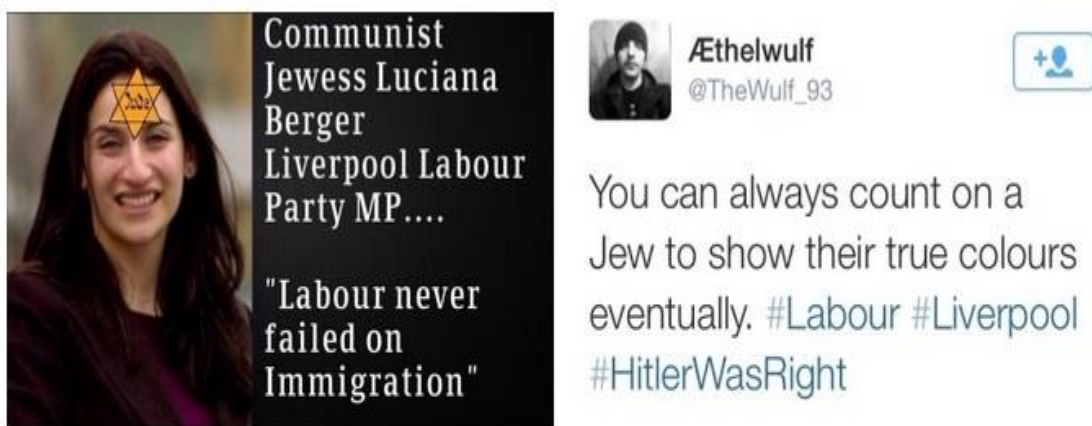 Jude
Communist
Jewess Luciana
Berger
Liverpool Labour
Party MP....
"Labour never
failed on
Immigration"
Æthelwulf
@TheWulf_93
You can always count on a
Jew to show their true colours
eventually. #Labour #Liverpool
#HitlerWasRight